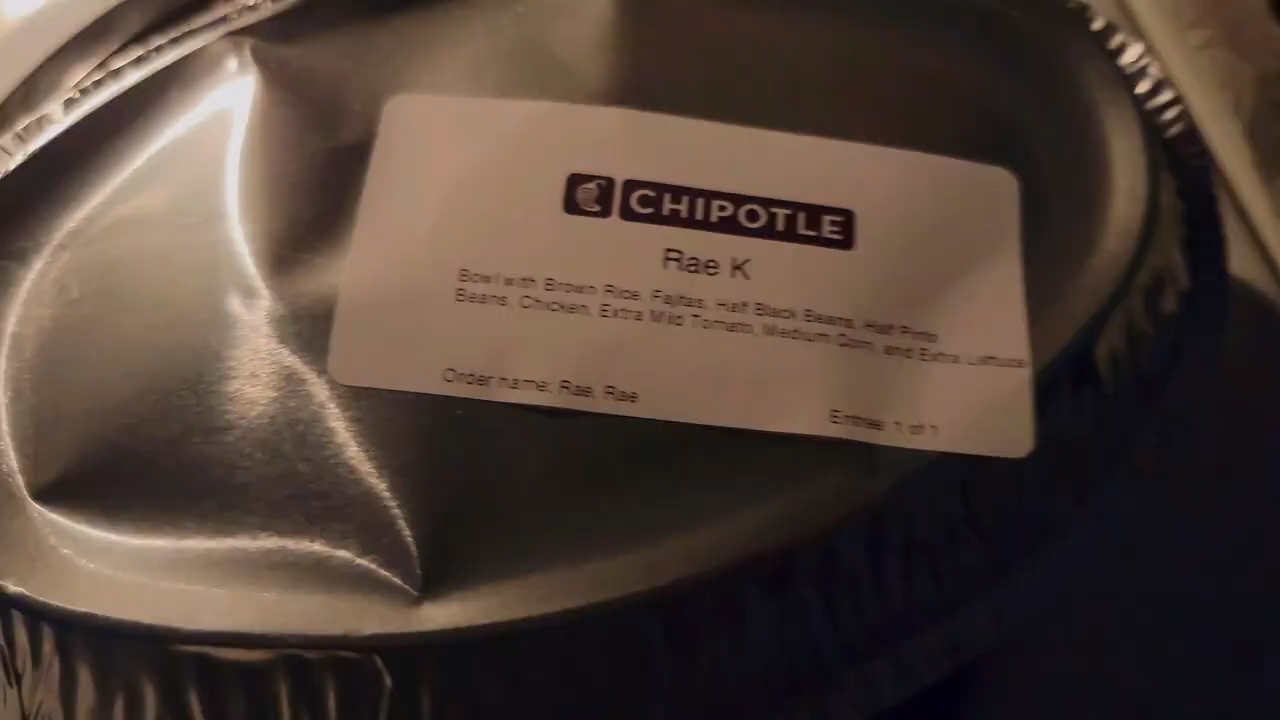 CHIPOTLE
Rae K
Bowl with Brown Rice, Fajitas, Half Black Beans, Half Pinto
Beans, Chicken, Extra Mild Tomato, Medium Corn, and Extra Lettuce
Order name: Rae, Rae
Entree 1 of 1